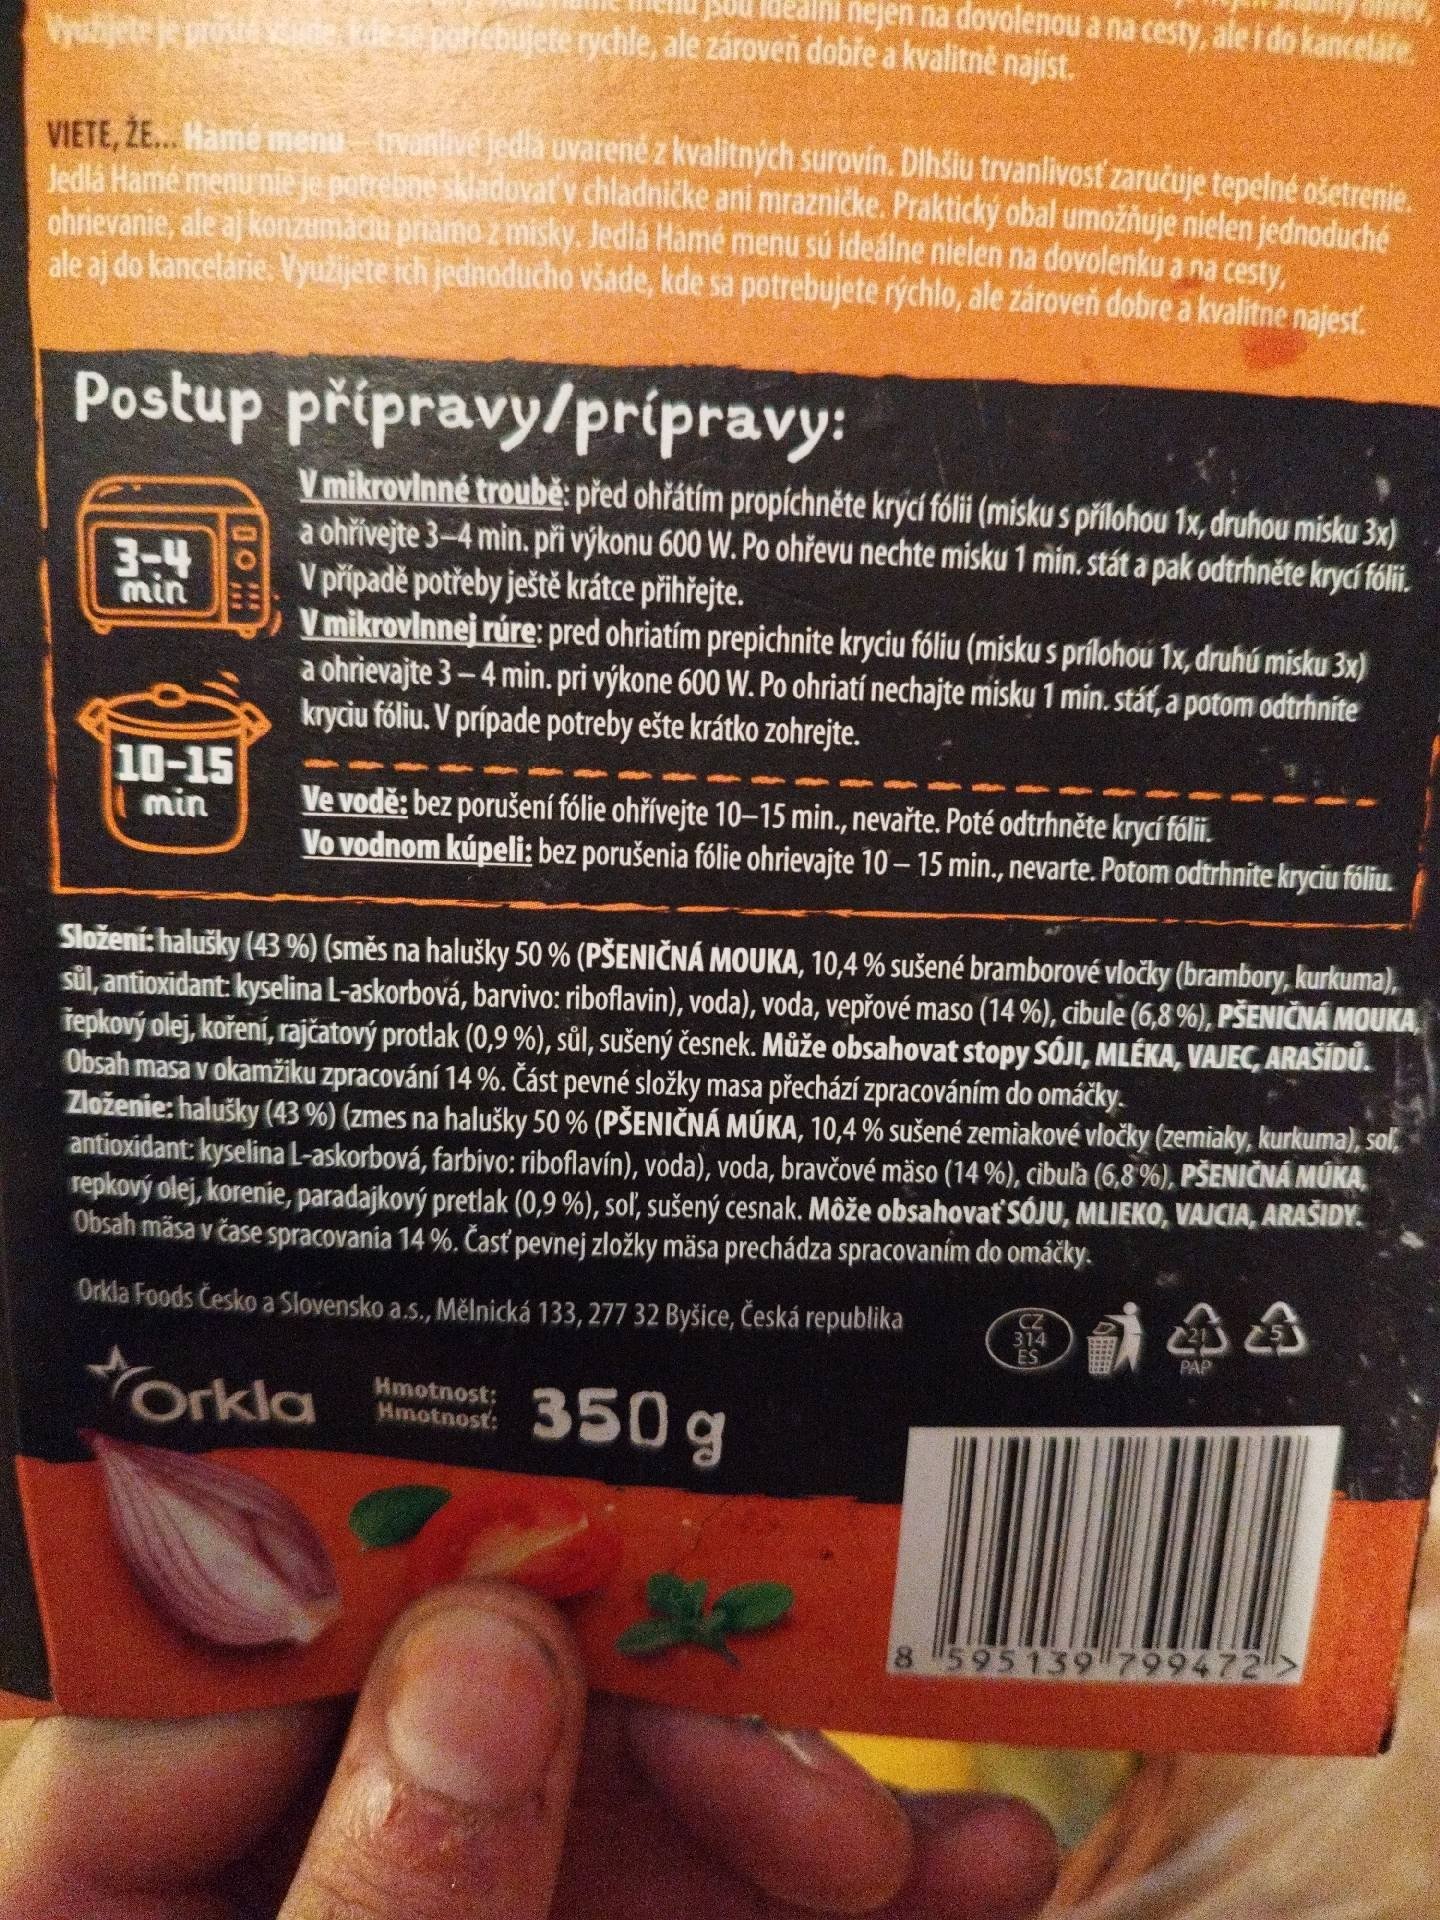 jsou ideální nejen na dovolenou a na cesty, ale i do kanceláře.
Využijete je prostě všude, kde se potřebujete rychle, ale zároveň dobře a kvalitně najíst.
VIETE, ŽE... Hamé menu – trvanlivé jedlá uvarené z kvalitných surovín. Dlhšiu trvanlivosť zaručuje tepelné ošetrenie.
Jedlá Hamé menu nie je potrebné skladovať v chladničke ani mrazničke. Praktický obal umožňuje nielen jednoduché
ohrievanie, ale aj konzumáciu priamo z misky. Jedlá Hamé menu sú ideálne nielen na dovolenku a na cesty,
ale aj do kancelárie. Využijete ich jednoducho všade, kde sa potrebujete rýchlo, ale zároveň dobre a kvalitne najesť.
Postup přípravy/prípravy:
3-4
min
V mikrovlnné troubě: před ohřátím propíchněte krycí fólii (misku s přílohou 1x, druhou misku 3x)
a ohřívejte 3–4 min. při výkonu 600 W. Po ohřevu nechte misku 1 min. stát a pak odtrhněte krycí fólii.
V případě potřeby ještě krátce přihřejte.
V mikrovlnnej rúre: pred ohriatím prepichnite kryciu fóliu (misku s prílohou 1x, druhú misku 3x)
a ohrievajte 3 – 4 min. pri výkone 600 W. Po ohriatí nechajte misku 1 min. stáť, a potom odtrhnite
kryciu fóliu. V prípade potreby ešte krátko zohrejte.
10-15
min
Ve vodě: bez porušení fólie ohřívejte 10–15 min., nevařte. Poté odtrhněte krycí fólii.
Vo vodnom kúpeli: bez porušenia fólie ohrievajte 10 – 15 min., nevarte. Potom odtrhnite kryciu fóliu.
Složení: halušky (43 %) (směs na halušky 50 % (PŠENIČNÁ MOUKA, 10,4 % sušené bramborové vločky (brambory, kurkuma),
sůl, antioxidant: kyselina L-askorbová, barvivo: riboflavin), voda), voda, vepřové maso (14 %), cibule (6,8 %), PŠENIČNÁ MOUKA,
řepkový olej, koření, rajčatový protlak (0,9 %), sůl, sušený česnek. Může obsahovat stopy SÓJI, MLÉKA, VAJEC, ARAŠÍDŮ.
Obsah masa v okamžiku zpracování 14 %. Část pevné složky masa přechází zpracováním do omáčky.
Zloženie: halušky (43 %) (zmes na halušky 50 % (PŠENIČNÁ MÚKA, 10,4 % sušené zemiakové vločky (zemiaky, kurkuma), soľ,
antioxidant: kyselina L-askorbová, farbivo: riboflavín), voda), voda, bravčové mäso (14 %), cibuľa (6,8 %), PŠENIČNÁ MÚKA,
repkový olej, korenie, paradajkový pretlak (0,9 %), soľ, sušený cesnak. Môže obsahovať SÓJU, MLIEKO, VAJCIA, ARAŠIDY.
Obsah mäsa v čase spracovania 14 %. Časť pevnej zložky mäsa prechádza spracovaním do omáčky.
Orkla Foods Česko a Slovensko a.s., Mělnická 133, 277 32 Byšice, Česká republika
CZ
314
ES
21
PAP
5
Orkla
Hmotnost:
Hmotnosť:
350 g
8 595139 799472 >